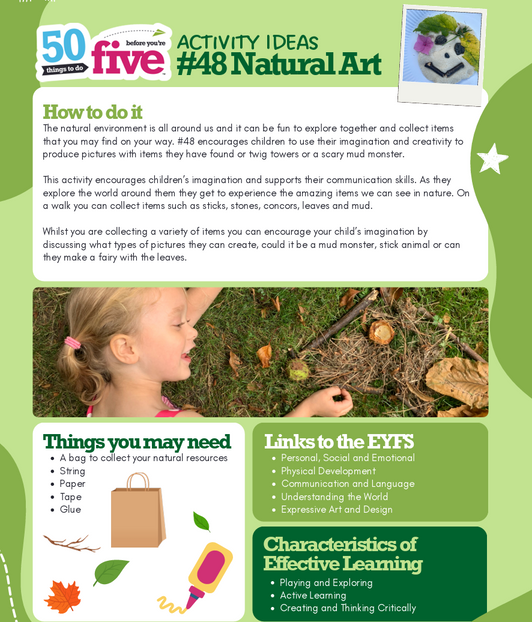 50
things to do
before you're
five
ACTIVITY IDEAS
#48 Natural Art
How to do it
The natural environment is all around us and it can be fun to explore together and collect items
that you may find on your way. #48 encourages children to use their imagination and creativity to
produce pictures with items they have found or twig towers or a scary mud monster.
This activity encourages children's imagination and supports their communication skills. As they
explore the world around them they get to experience the amazing items we can see in nature. On
a walk you can collect items such as sticks, stones, concors, leaves and mud.
Whilst you are collecting a variety of items you can encourage your child's imagination by
discussing what types of pictures they can create, could it be a mud monster, stick animal or can
they make a fairy with the leaves.
Things you may need
• A bag to collect your natural resources
• String
• Paper
• Tape
• Glue
Links to the EYFS
• Personal, Social and Emotional
• Physical Development
• Communication and Language
• Understanding the World
• Expressive Art and Design
Characteristics of
Effective Learning
• Playing and Exploring
• Active Learning
• Creating and Thinking Critically